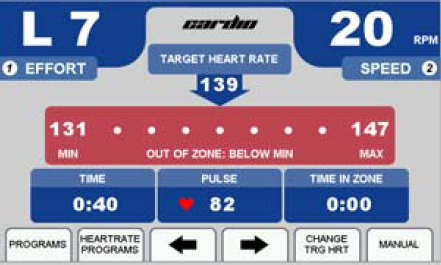 L 7
cardio
20 RPM
1 EFFORT
TARGET HEART RATE
SPEED 2
139
131
147
MIN
OUT OF ZONE: BELOW MIN
MAX
TIME
PULSE
TIME IN ZONE
0:40
82
0:00
PROGRAMS
HEARTRATE
PROGRAMS
CHANGE
TRG HRT
MANUAL